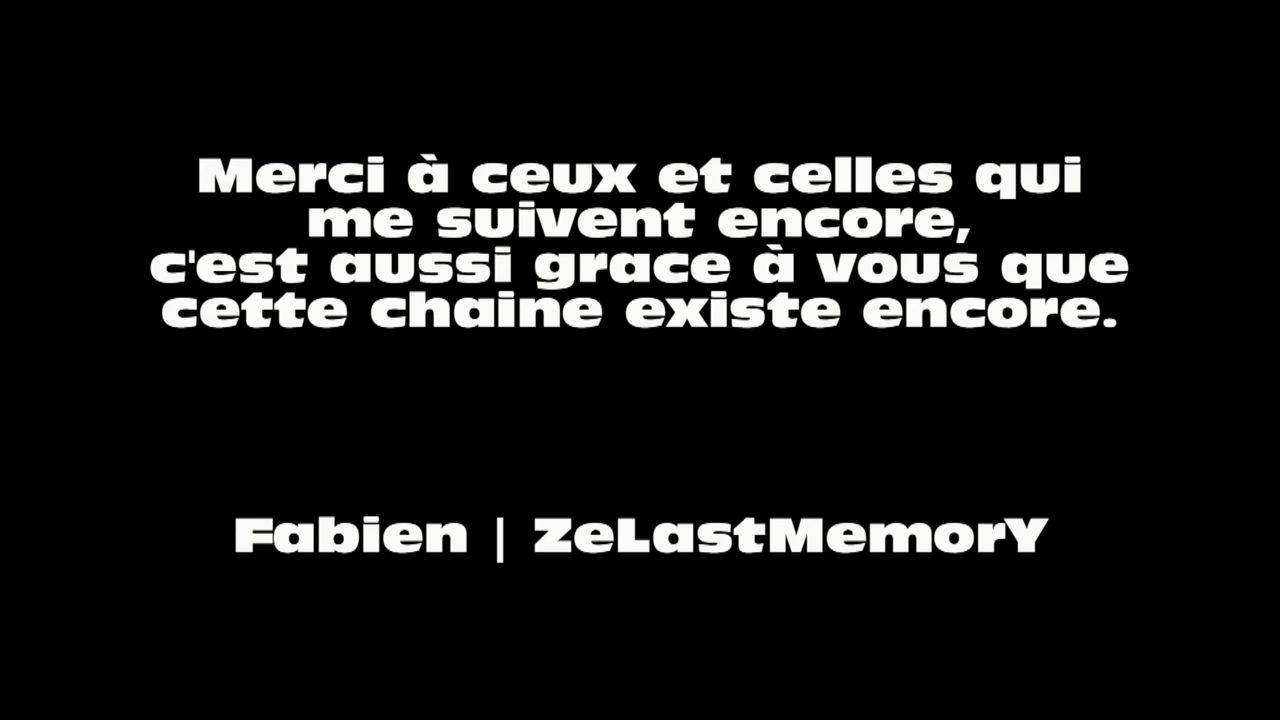 Merci à ceux et celles qui
me suivent encore,
c'est aussi grace à vous que
cette chaine existe encore.
Fabien | ZeLastMemorY